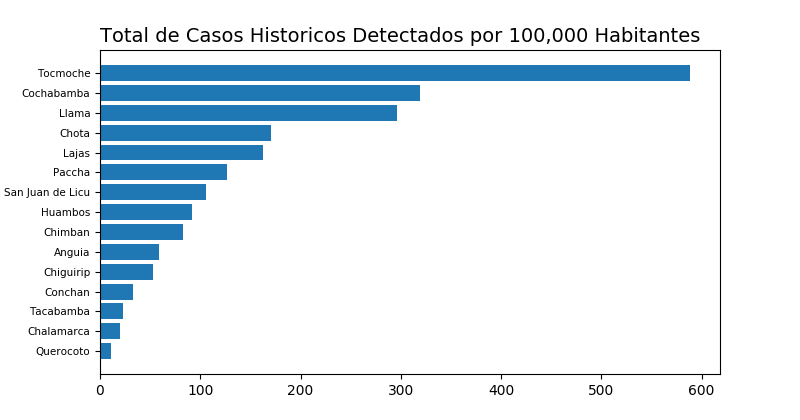 Total de Casos Historicos Detectados por 100,000 Habitantes
Tocmoche
Cochabamba
Llama
Chota
Lajas
Paccha
San Juan de Licu
Huambos
Chimban
Anguia
Chiguirip
Conchan
Tacabamba
Chalamarca
Querocoto
0 100 200 300 400 500 600